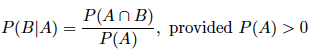 P(B|A) = P(A ∩ B) / P(A), provided P(A) > 0